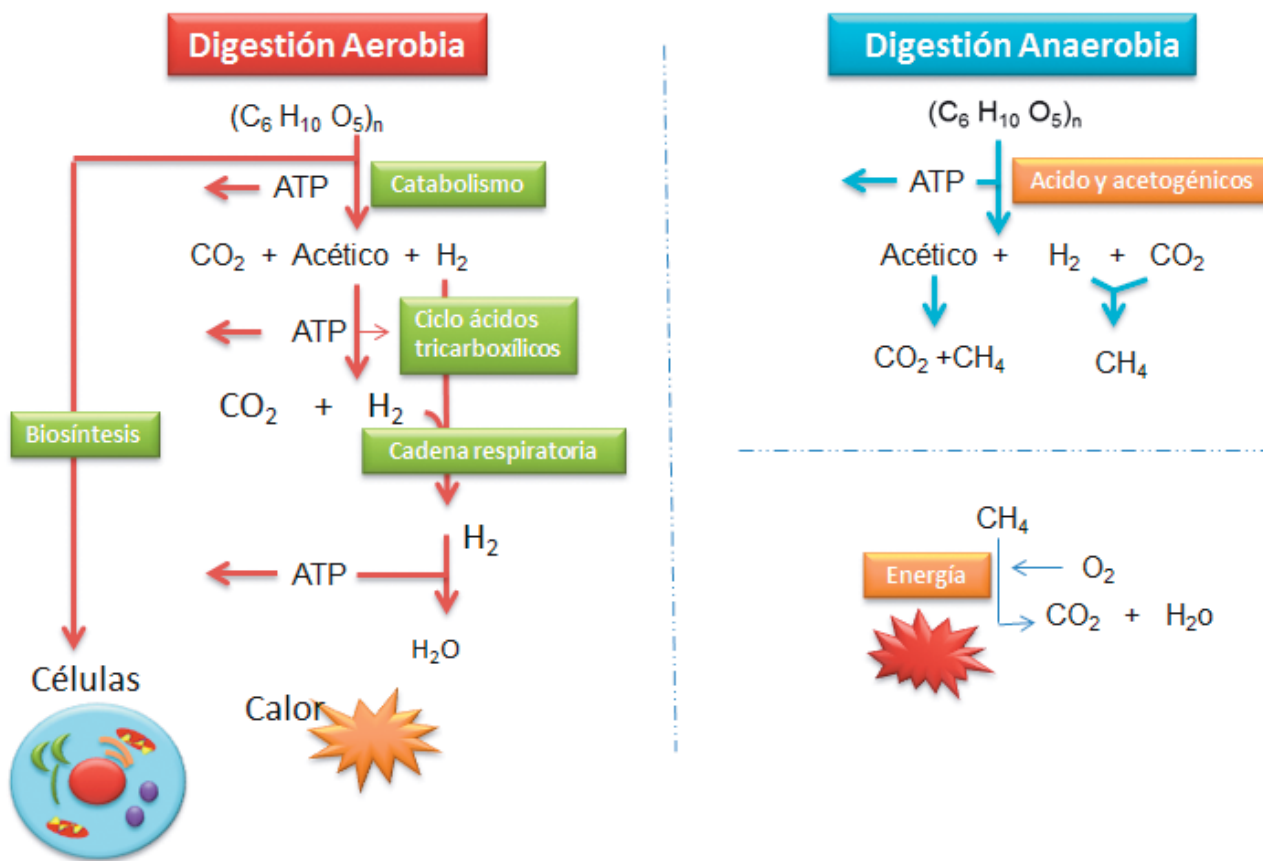 Digestión Aerobia
(C6 H10 O5)n
ATP
Catabolismo
CO2 + Acético + H2
ATP
Ciclo ácidos
tricarboxílicos
CO2 + H2
Biosíntesis
Cadena respiratoria
H2
ATP
H2O
Células
Calor
Digestión Anaerobia
(C6 H10 O5)n
ATP
Acido y acetogénicos
Acético + H2 + CO2
CO2 +CH4
CH4
CH4
Energía
O2
CO2 + H2o